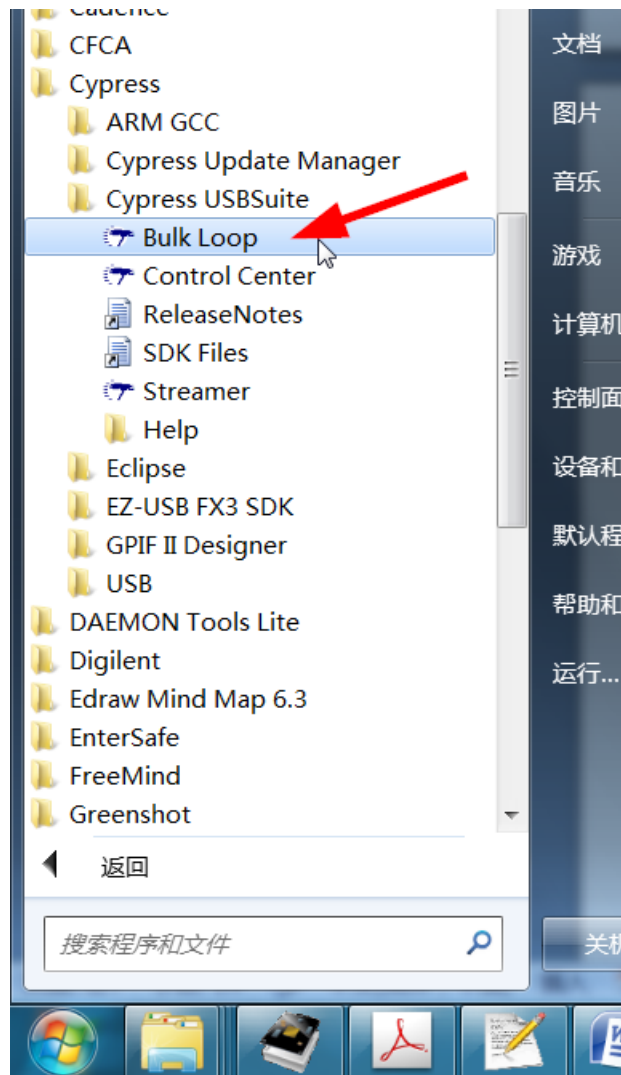 Cadence
CFCA
Cypress
ARM GCC
Cypress Update Manager
Cypress USBSuite
Bulk Loop
Control Center
ReleaseNotes
SDK Files
Streamer
Help
Eclipse
EZ-USB FX3 SDK
GPIF II Designer
USB
DAEMON Tools Lite
Digilent
Edraw Mind Map 6.3
EnterSafe
FreeMind
Greenshot
返回
搜索程序和文件
文档
图片
音乐
游戏
计算机
控制面
设备和
默认程
帮助和
运行...
关机